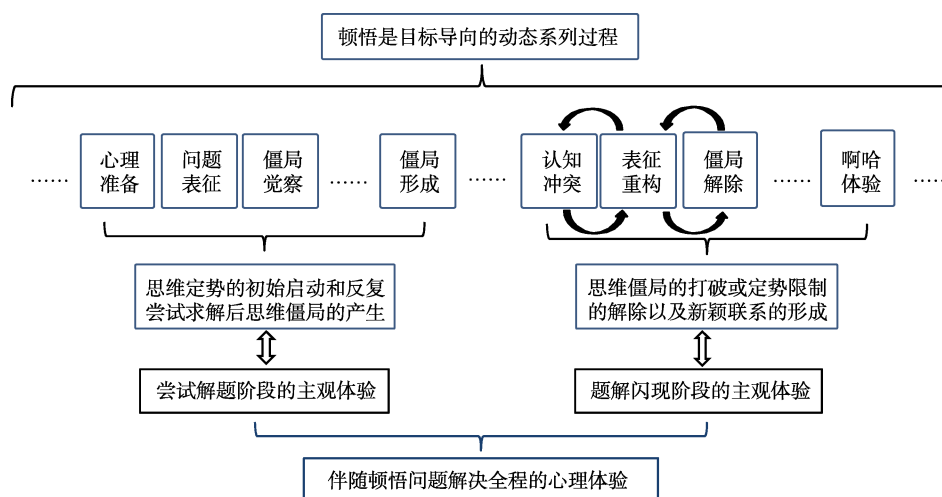 顿悟是目标导向的动态系列过程
……
心理
准备
问题
表征
僵局
觉察
……
僵局
形成
……
认知
冲突
表征
重构
僵局
解除
……
啊哈
体验
……
思维定势的初始启动和反复
尝试求解后思维僵局的产生
思维僵局的打破或定势限制
的解除以及新颖联系的形成
尝试解题阶段的主观体验
题解闪现阶段的主观体验
伴随顿悟问题解决全程的心理体验